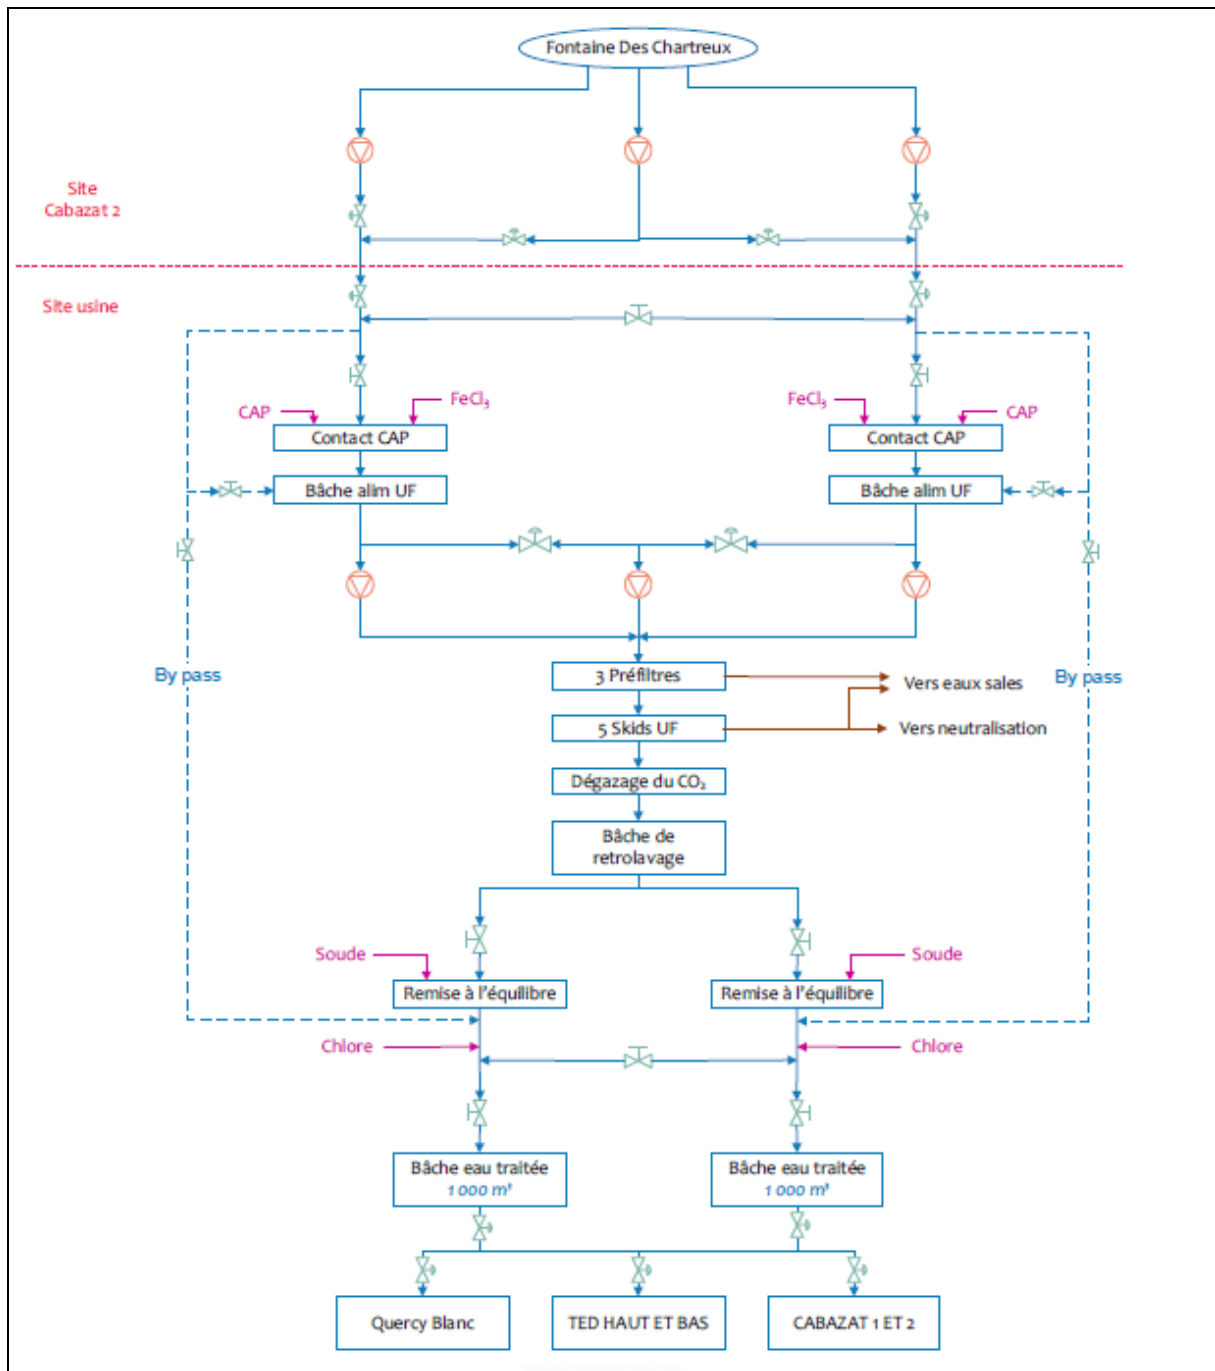 Fontaine Des Chartreux
Site
Cabazat 2
Site usine
CAP
FeCl₃
FeCl₃
CAP
Contact CAP
Contact CAP
Bâche alim UF
Bâche alim UF
By pass
3 Préfiltres
Vers eaux sales
By pass
5 Skids UF
Vers neutralisation
Dégazage du CO₂
Bâche de
retrolavage
Soude
Soude
Remise à l'équilibre
Remise à l'équilibre
Chlore
Chlore
Bâche eau traitée
1 000 m³
Bâche eau traitée
1 000 m³
Quercy Blanc
TED HAUT ET BAS
CABAZAT 1 ET 2